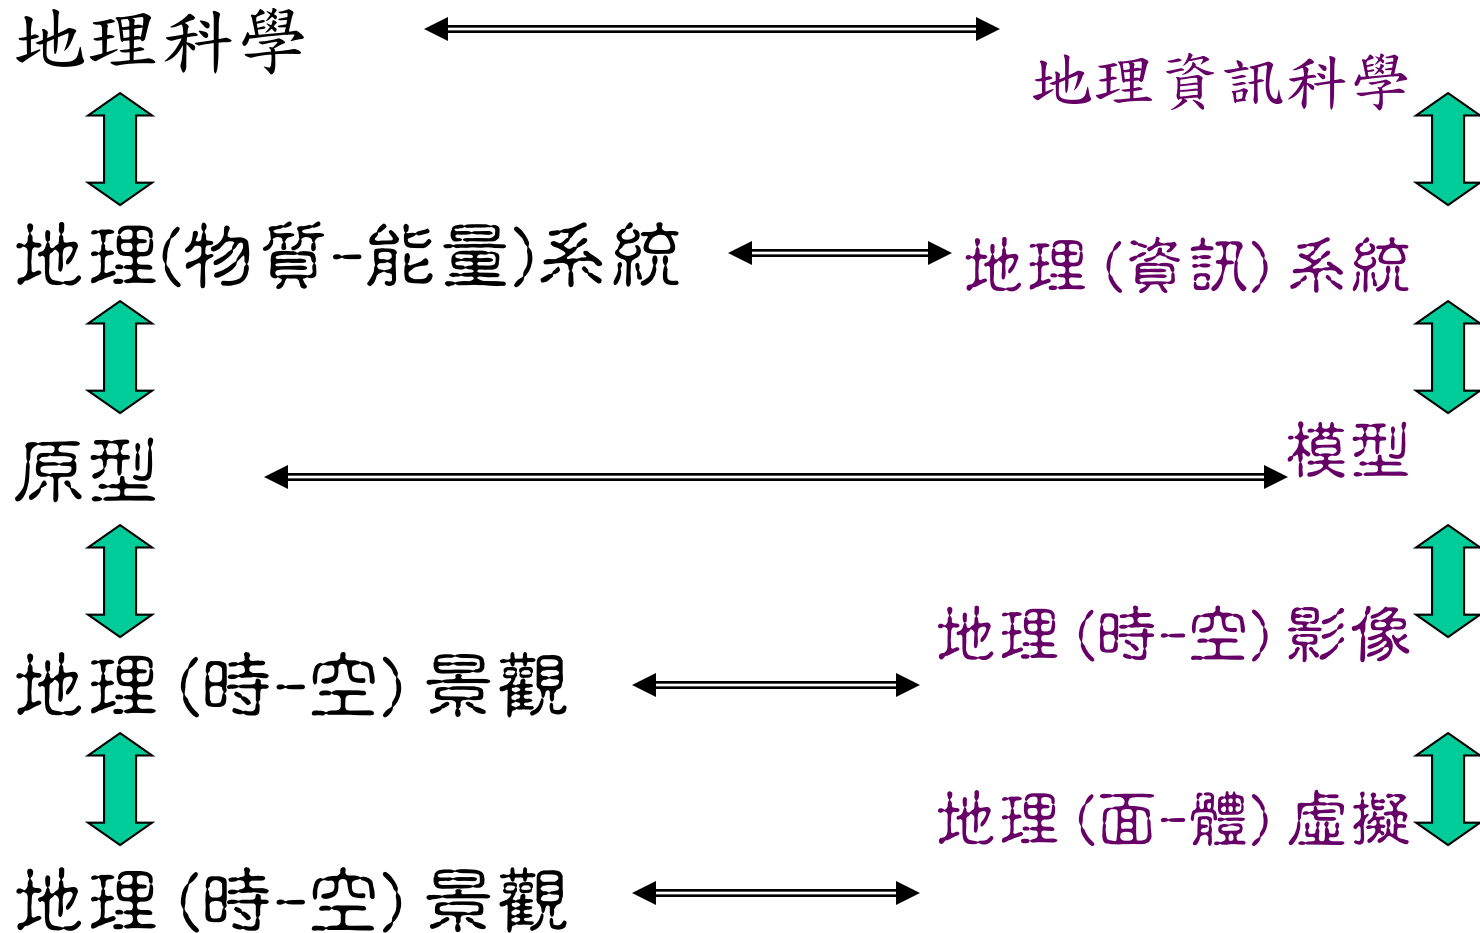 地理科學
地理資訊科學
地理(物質-能量)系統
地理(資訊)系統
原型
模型
地理(時-空)景觀
地理(時-空)影像
地理(時-空)景觀
地理(面-體)虛擬